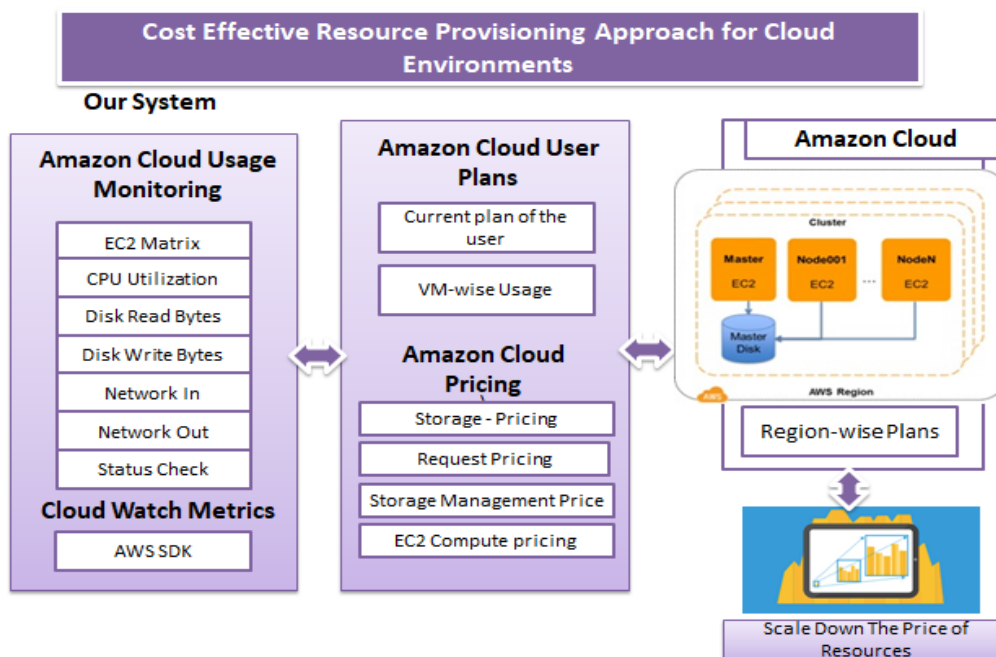 Cost Effective Resource Provisioning Approach for Cloud
Environments
Our System
Amazon Cloud Usage
Monitoring
EC2 Matrix
CPU Utilization
Disk Read Bytes
Disk Write Bytes
Network In
Network Out
Status Check
Cloud Watch Metrics
AWS SDK
Amazon Cloud User
Plans
Current plan of the
user
VM-wise Usage
Amazon Cloud
Pricing
Storage - Pricing
Request Pricing
Storage Management Price
EC2 Compute pricing
Amazon Cloud
Cluster
Master
EC2
Node001
EC2
...
NodeN
EC2
Master
Disk
AWS
AWS Region
Region-wise Plans
Scale Down The Price of
Resources